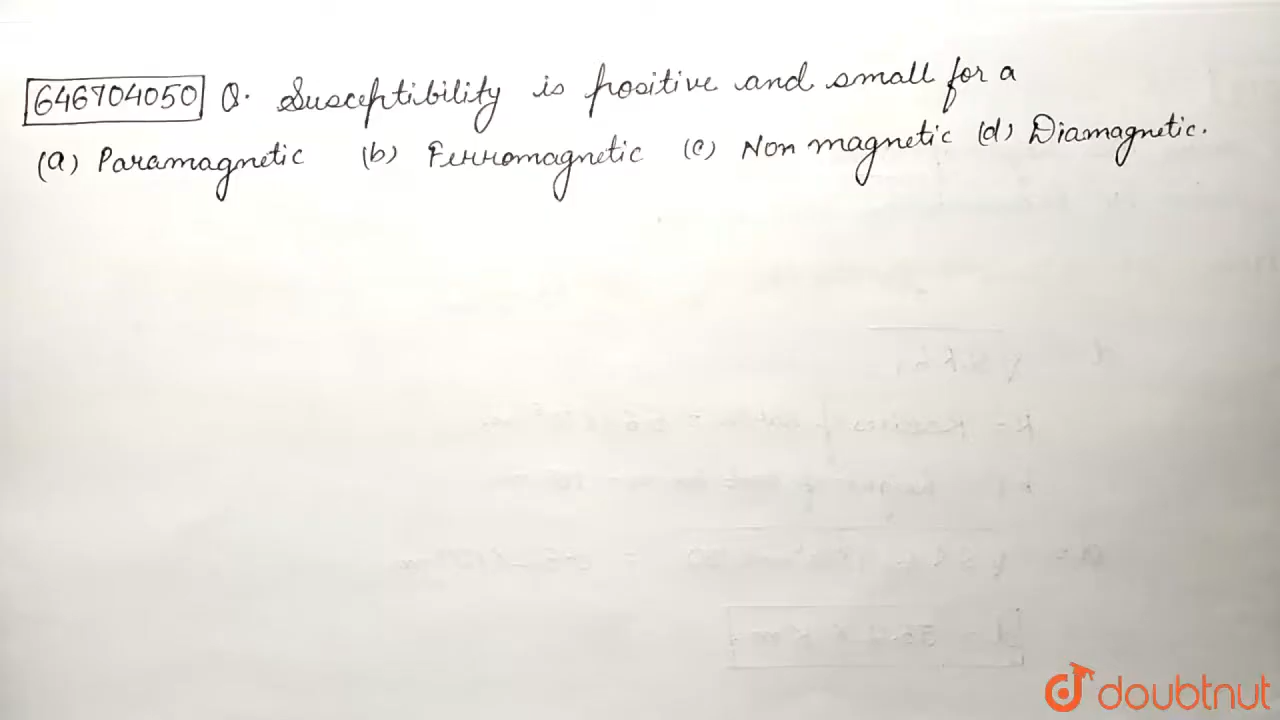 646704050 Q. Susceptibility is positive and small for a
(a) Paramagnetic (b) Ferromagnetic (c) Non magnetic (d) Diamagnetic.
doubtnut